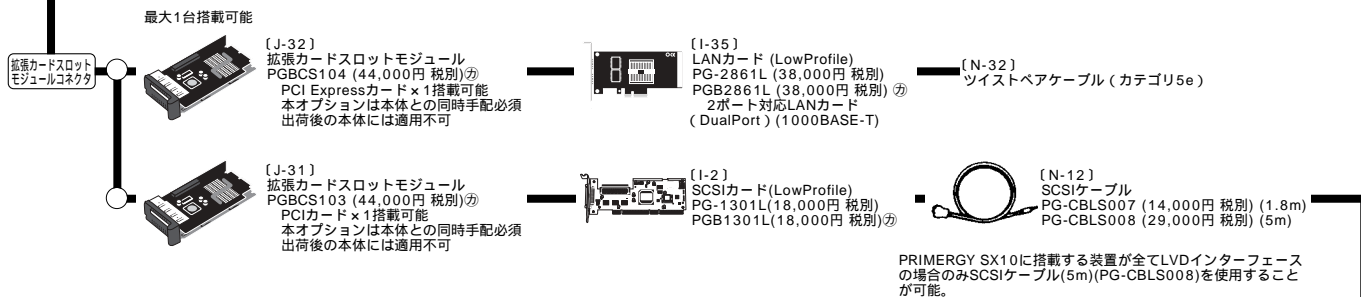 最大1台搭載可能
拡張カードスロット
モジュールコネクタ
〔J-32〕
拡張カードスロットモジュール
PGBCS104 (44,000円 税別)㋕
PCI Expressカード×1搭載可能
本オプションは本体との同時手配必須
出荷後の本体には適用不可
〔I-35〕
LANカード (LowProfile)
PG-2861L (38,000円 税別)
PGB2861L (38,000円 税別) ㋕
2ポート対応LANカード
(DualPort) (1000BASE-T)
〔N-32〕
ツイストペアケーブル(カテゴリ5e)
〔J-31〕
拡張カードスロットモジュール
PGBCS103 (44,000円 税別)㋕
PCIカード×1搭載可能
本オプションは本体との同時手配必須
出荷後の本体には適用不可
〔I-2〕
SCSIカード(LowProfile)
PG-1301L(18,000円 税別)
PGB1301L(18,000円 税別)㋕
〔N-12〕
SCSIケーブル
PG-CBLS007 (14,000円 税別) (1.8m)
PG-CBLS008 (29,000円 税別) (5m)
PRIMERGY SX10に搭載する装置が全てLVDインターフェース
の場合のみSCSIケーブル(5m)(PG-CBLS008)を使用すること
が可能。